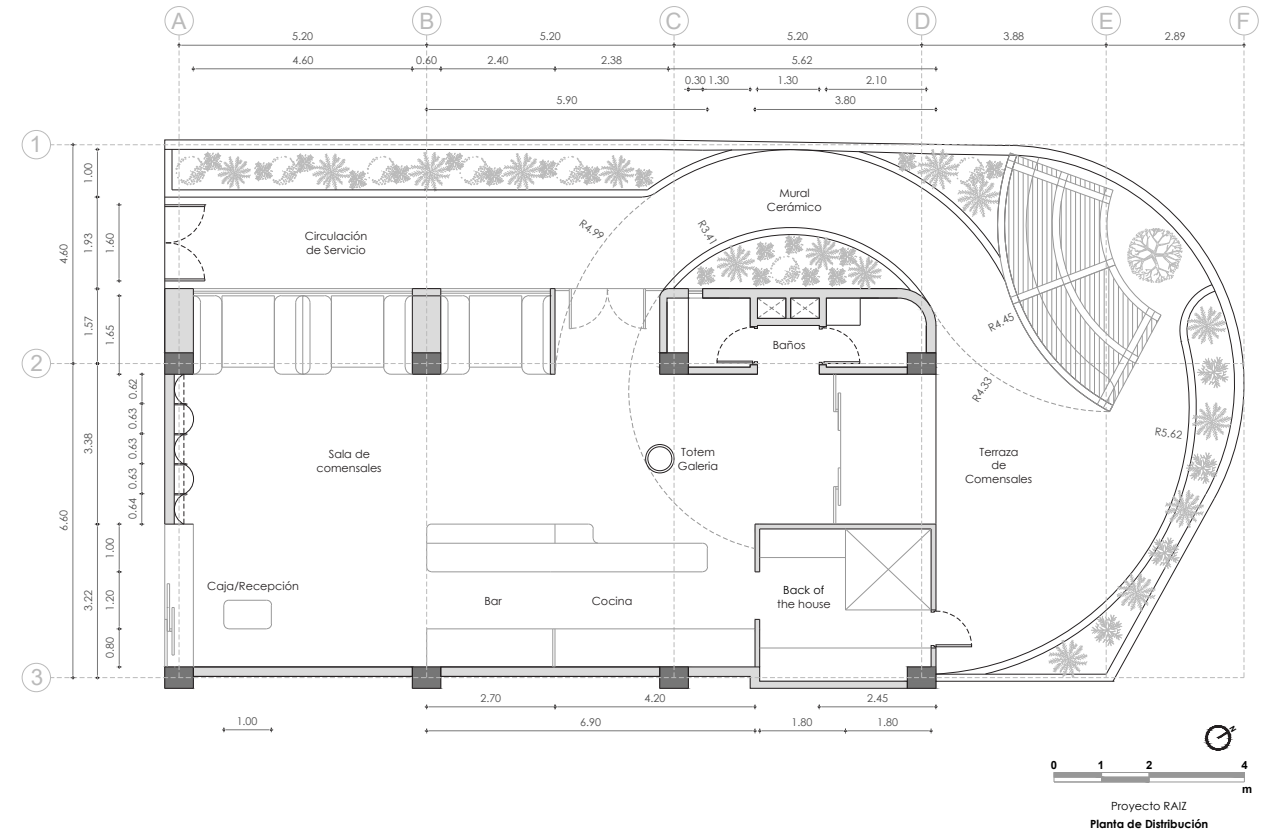 A B C D E F
5.20 5.20 5.20 3.88 2.89
4.60 0.60 2.40 2.38 5.62
0.30 1.30 1.30 2.10
5.90 3.80
1
1.00
4.60
1.93
1.60
1.57
1.65
2
0.62
0.63
0.63
0.63
0.64
3.38
6.60
1.00
3.22
1.20
0.80
3
Circulación
de Servicio
Mural
Cerámico
R4.99
R3.41
R4.45
R4.33
R5.62
Baños
Sala de
comensales
Totem
Galeria
Terraza
de
Comensales
Caja/Recepción
Bar
Cocina
Back of
the house
2.70 4.20 2.45
1.00 6.90 1.80 1.80
N
0 1 2 4
m
Proyecto RAIZ
Planta de Distribución